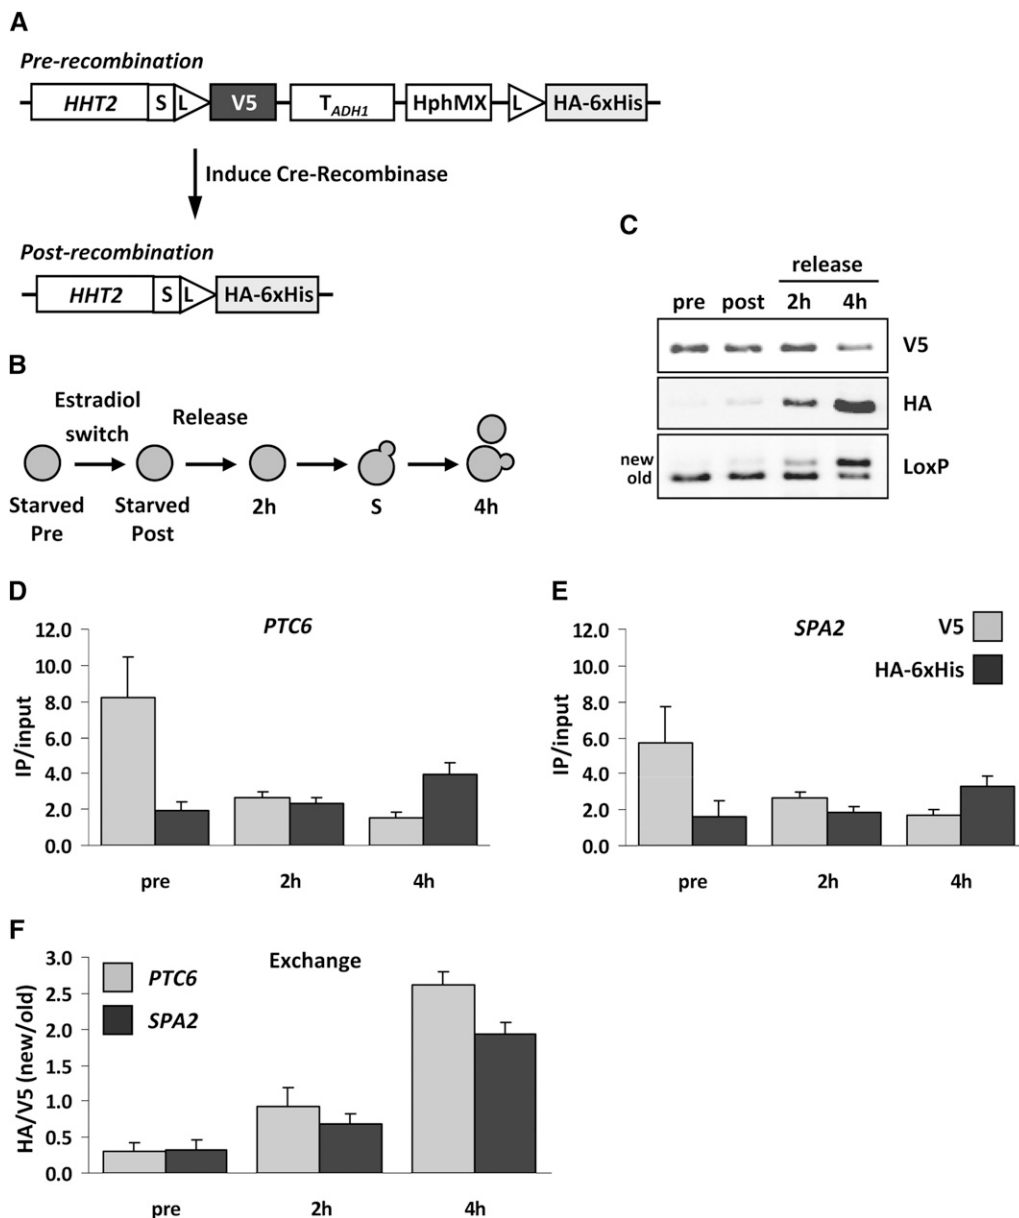 A
Pre-recombination
HHT2 S L V5 TADH1 HphMX L HA-6xHis
Induce Cre-Recombinase
Post-recombination
HHT2 S L HA-6xHis
B
Estradiol
switch
Release
Starved
Pre
Starved
Post
2h
S
4h
C
release
pre post 2h 4h
V5
HA
new
old
LoxP
D
PTC6
IP/input
12.0
10.0
8.0
6.0
4.0
2.0
0.0
pre 2h 4h
E
SPA2
V5
HA-6xHis
IP/input
12.0
10.0
8.0
6.0
4.0
2.0
0.0
pre 2h 4h
F
Exchange
PTC6
SPA2
HA/V5 (new/old)
3.0
2.5
2.0
1.5
1.0
0.5
0.0
pre 2h 4h